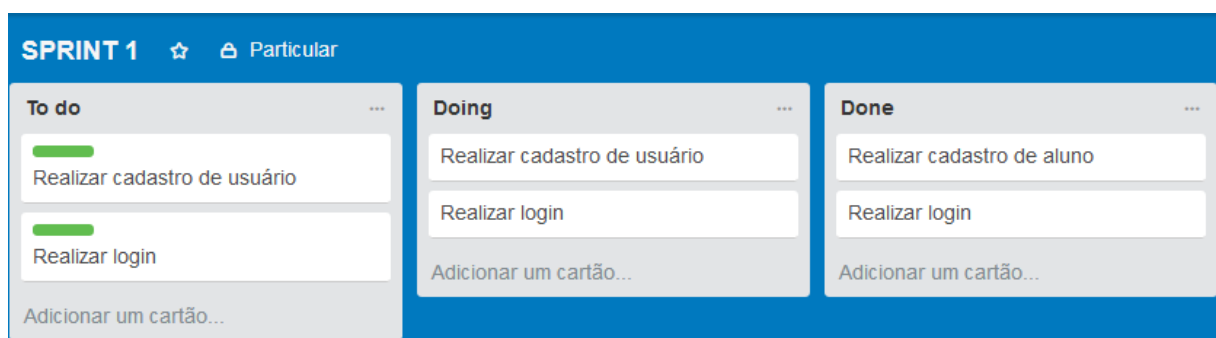 SPRINT 1 Particular
To do
Realizar cadastro de usuário
Realizar login
Adicionar um cartão...
Doing
Realizar cadastro de usuário
Realizar login
Adicionar um cartão...
Done
Realizar cadastro de aluno
Realizar login
Adicionar um cartão...